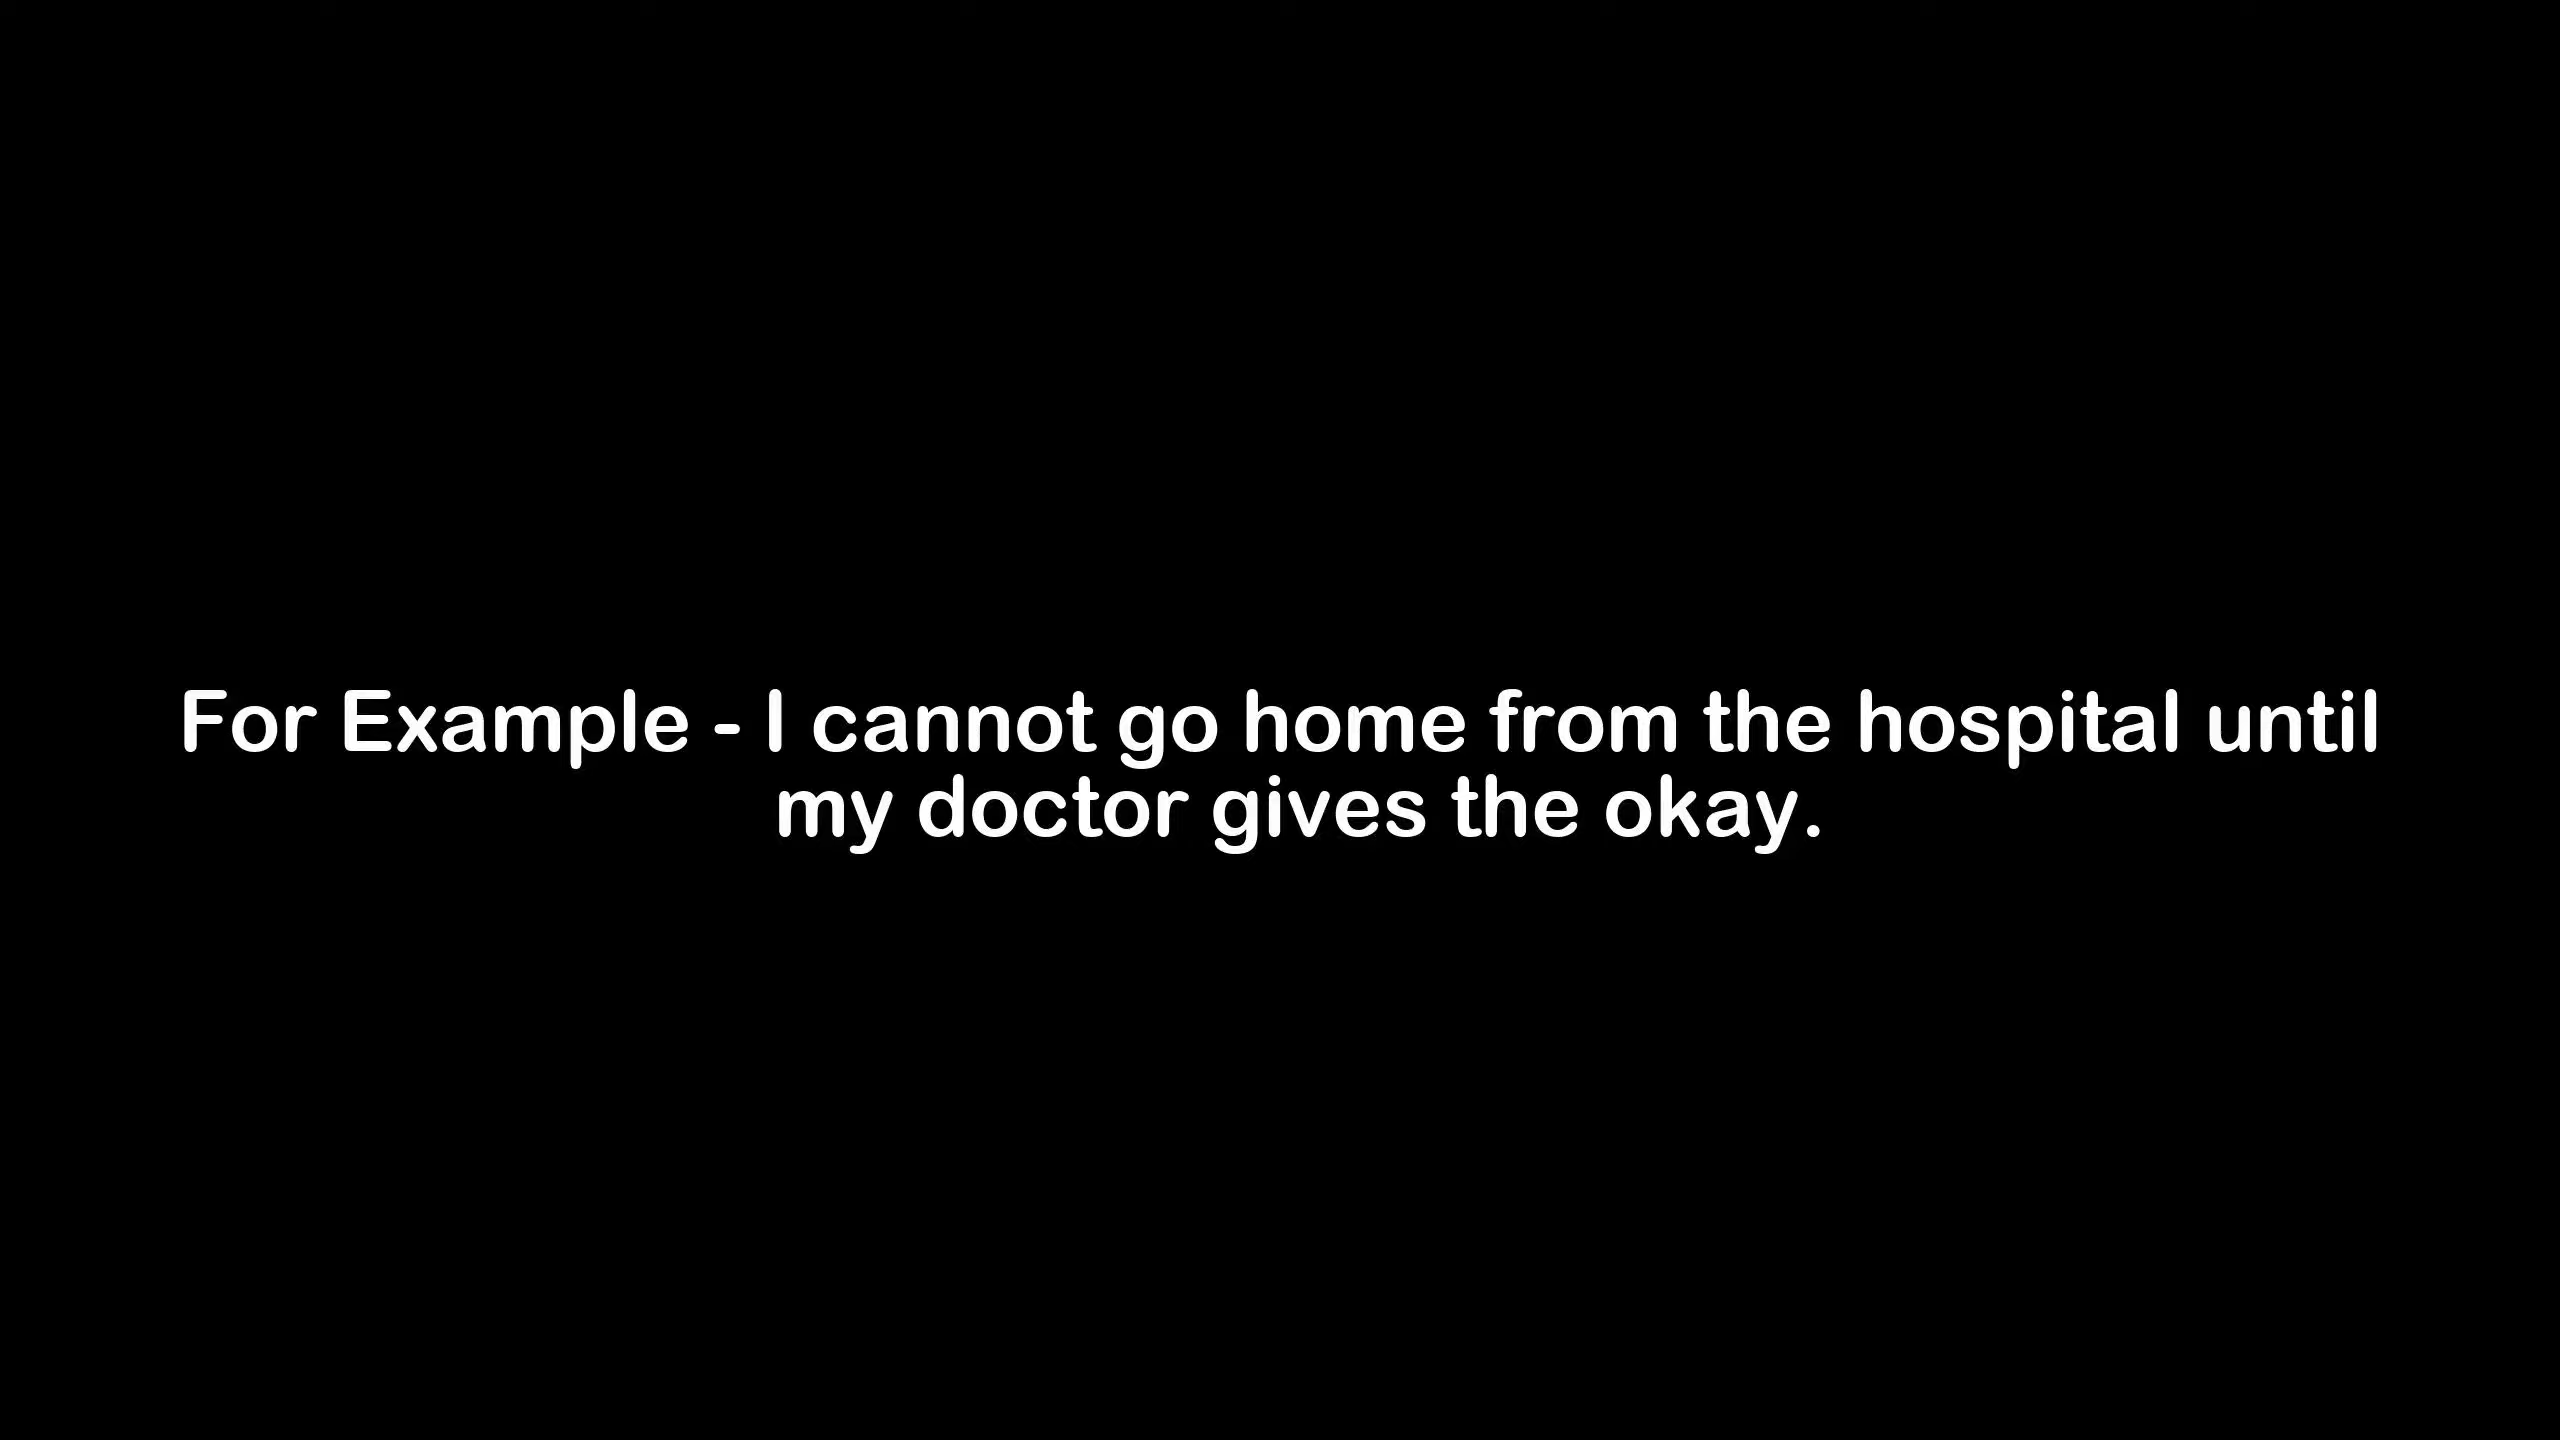 For Example - I cannot go home from the hospital until
my doctor gives the okay.